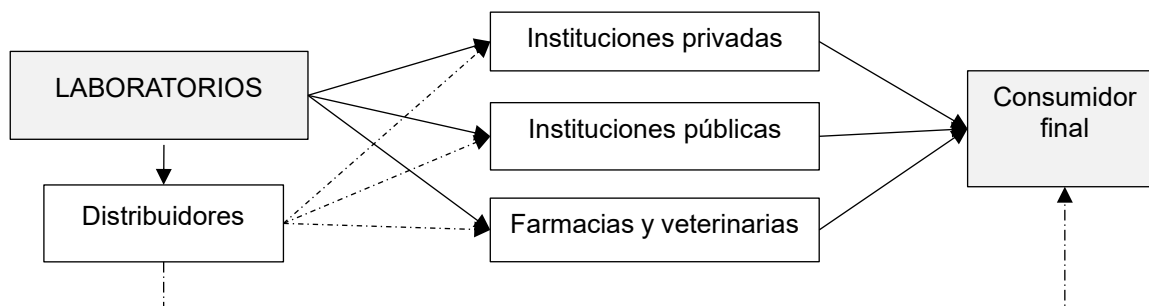 Instituciones privadas
LABORATORIOS
Instituciones públicas
Distribuidores
Farmacias y veterinarias
Consumidor
final